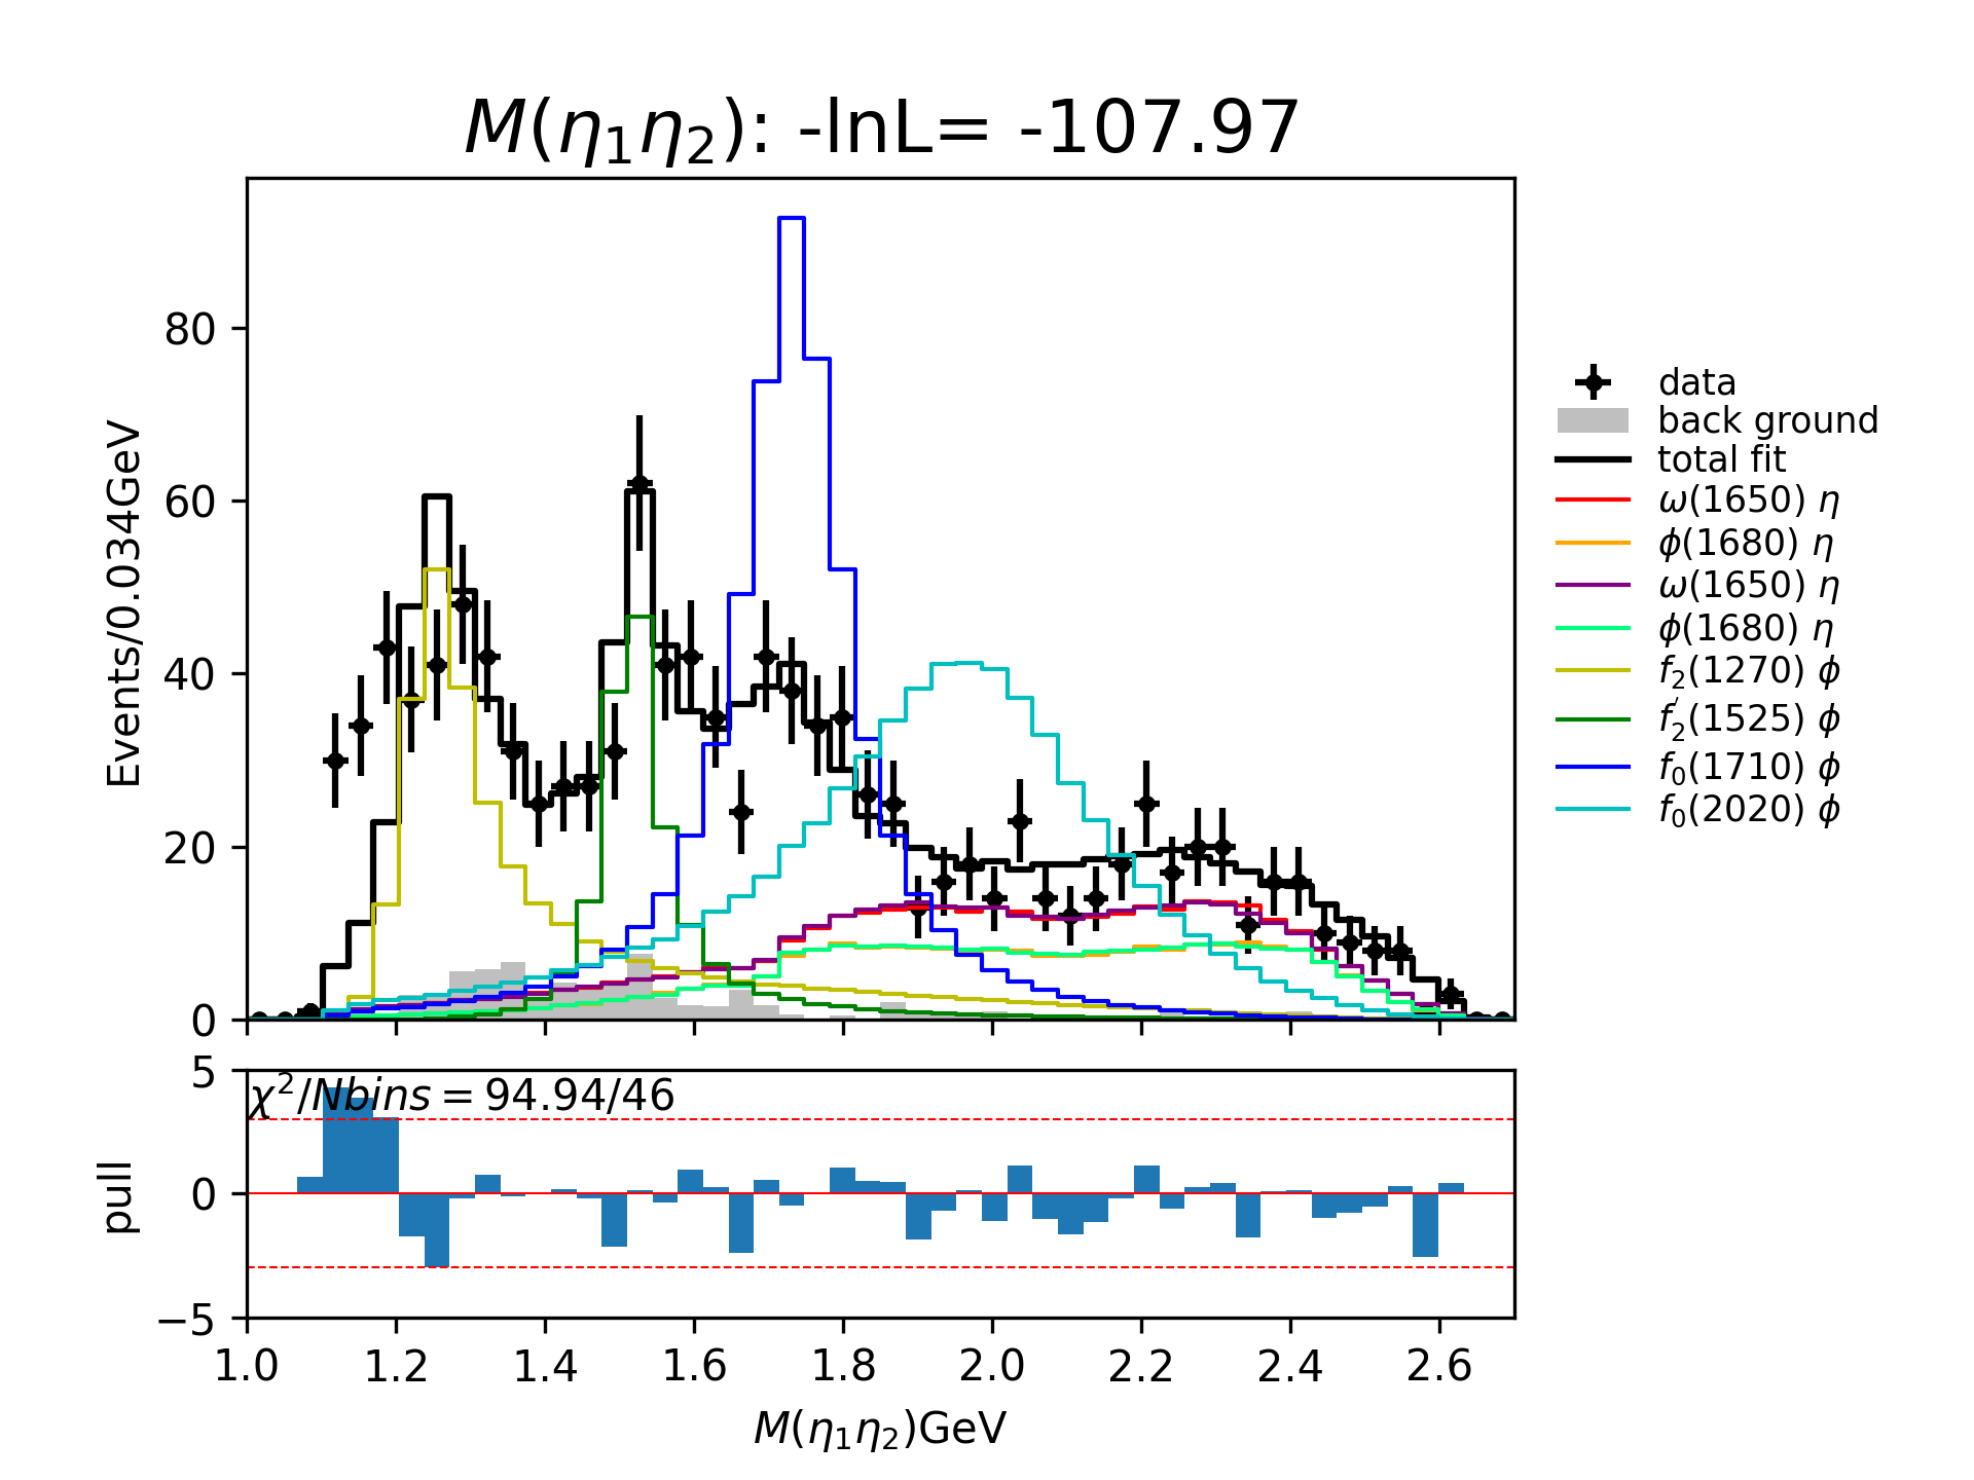 M(η₁η₂): -lnL= -107.97
Events/0.034GeV
80
60
40
20
0
data
back ground
total fit
ω(1650) η
ϕ(1680) η
ω(1650) η
ϕ(1680) η
f₂(1270) ϕ
f₂′(1525) ϕ
f₀(1710) ϕ
f₀(2020) ϕ
χ²/Nbins = 94.94/46
pull
5
0
−5
1.0 1.2 1.4 1.6 1.8 2.0 2.2 2.4 2.6
M(η₁η₂)GeV